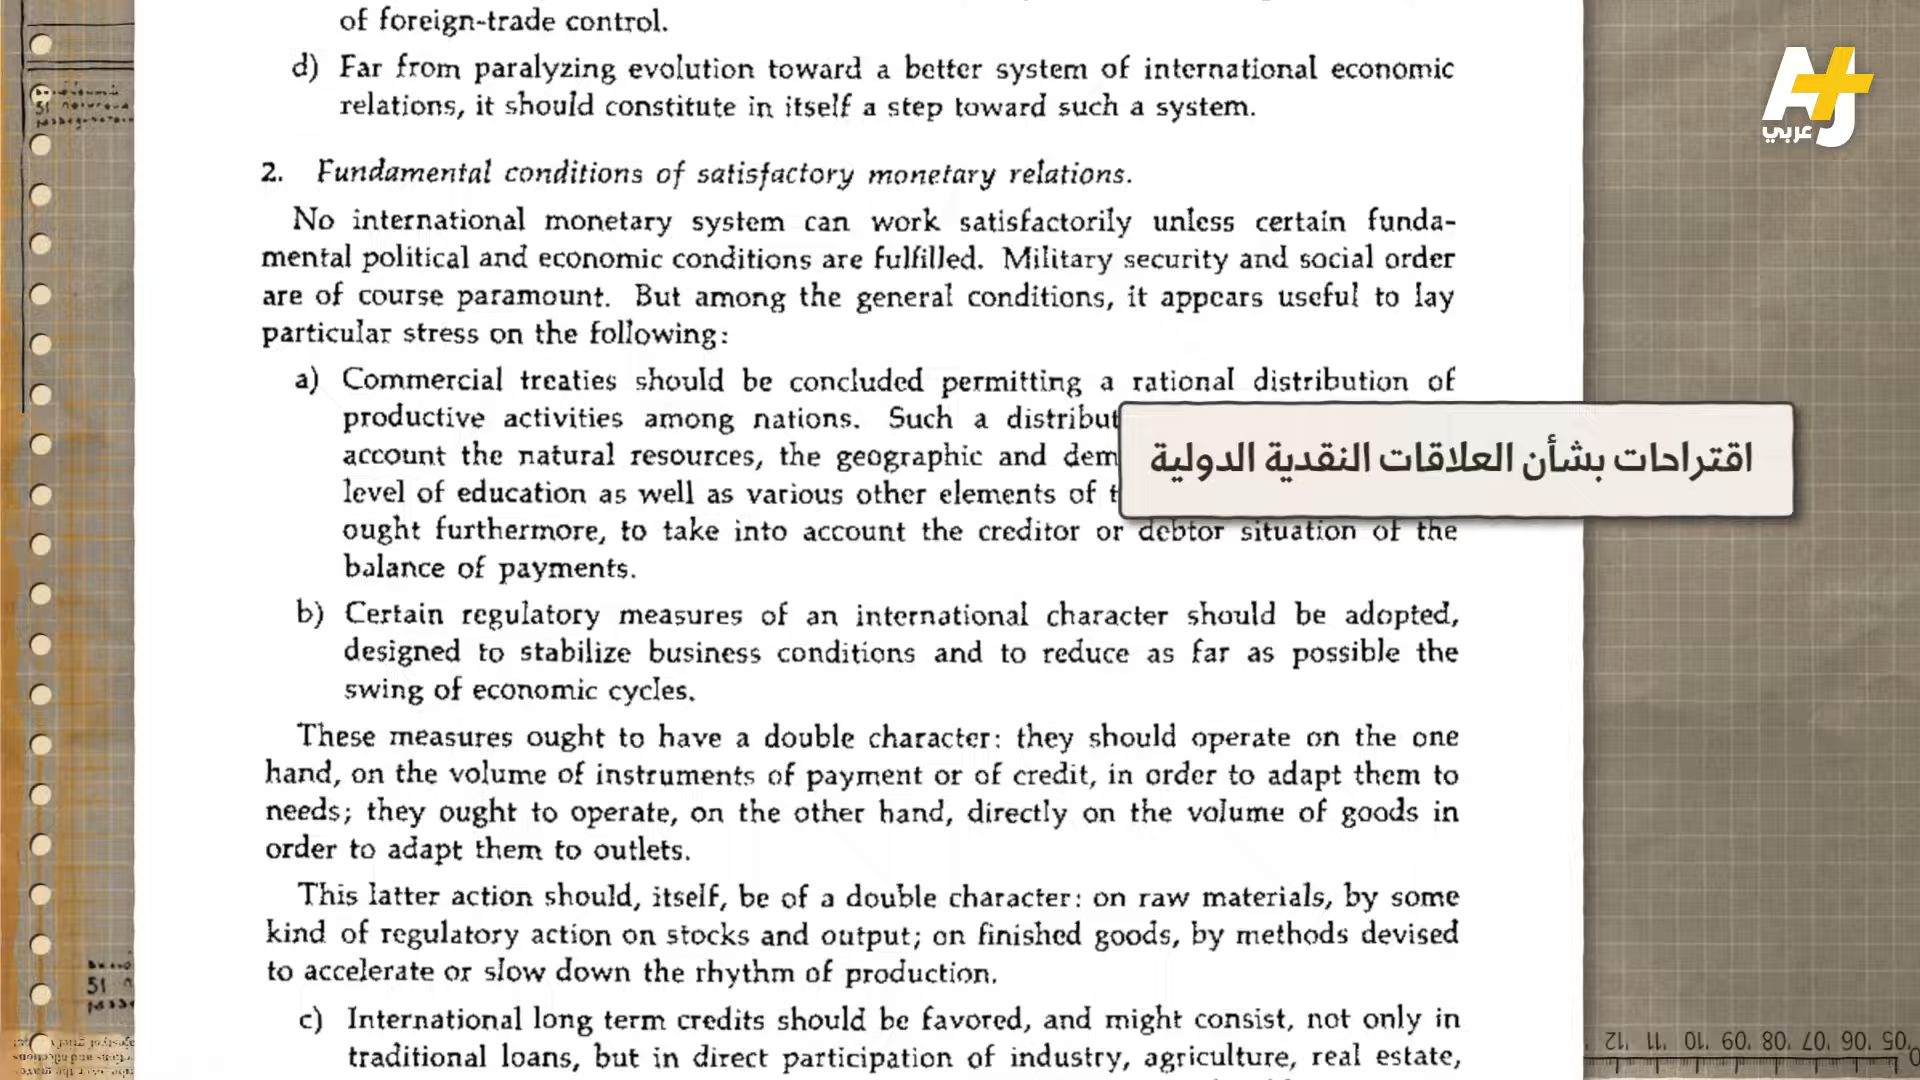 of foreign-trade control.
d) Far from paralyzing evolution toward a better system of international economic
relations, it should constitute in itself a step toward such a system.
عربي
2. Fundamental conditions of satisfactory monetary relations.
No international monetary system can work satisfactorily unless certain funda-
mental political and economic conditions are fulfilled. Military security and social order
are of course paramount. But among the general conditions, it appears useful to lay
particular stress on the following:
a) Commercial treaties should be concluded permitting a rational distribution of
productive activities among nations. Such a distribut
account the natural resources, the geographic and dem
اقتراحات بشأن العلاقات النقدية الدولية
level of education as well as various other elements of t
ought furthermore, to take into account the creditor or debtor situation of the
balance of payments.
b) Certain regulatory measures of an international character should be adopted,
designed to stabilize business conditions and to reduce as far as possible the
swing of economic cycles.
These measures ought to have a double character: they should operate on the one
hand, on the volume of instruments of payment or of credit, in order to adapt them to
needs; they ought to operate, on the other hand, directly on the volume of goods in
order to adapt them to outlets.
This latter action should, itself, be of a double character: on raw materials, by some
kind of regulatory action on stocks and output; on finished goods, by methods devised
to accelerate or slow down the rhythm of production.
c) International long term credits should be favored, and might consist, not only in
traditional loans, but in direct participation of industry, agriculture, real estate,
12. 11. 10. 09. 08. 07. 06. 05.